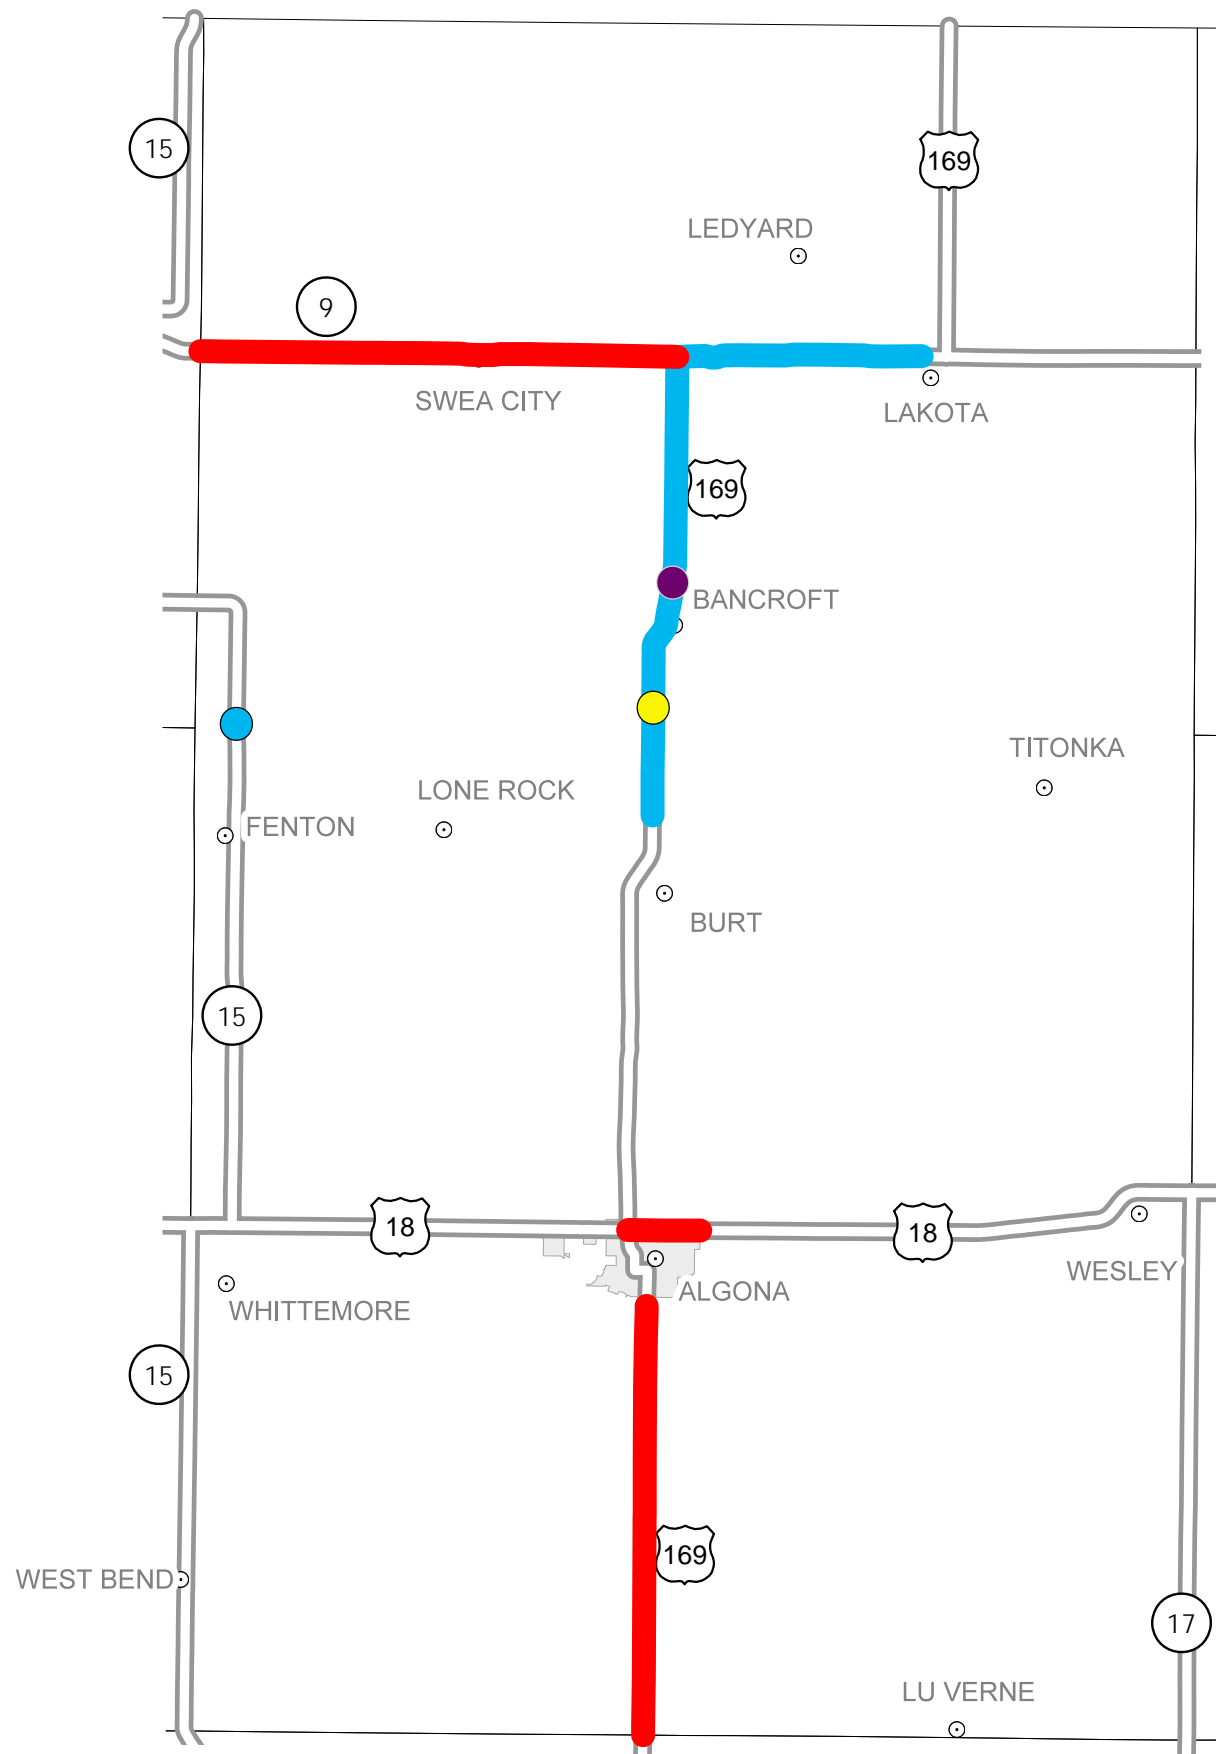 15
169
LEDYARD
9
SWEA CITY
LAKOTA
169
BANCROFT
TITONKA
LONE ROCK
FENTON
BURT
15
18
18
WESLEY
ALGONA
WHITTEMORE
15
169
WEST BEND
17
LU VERNE